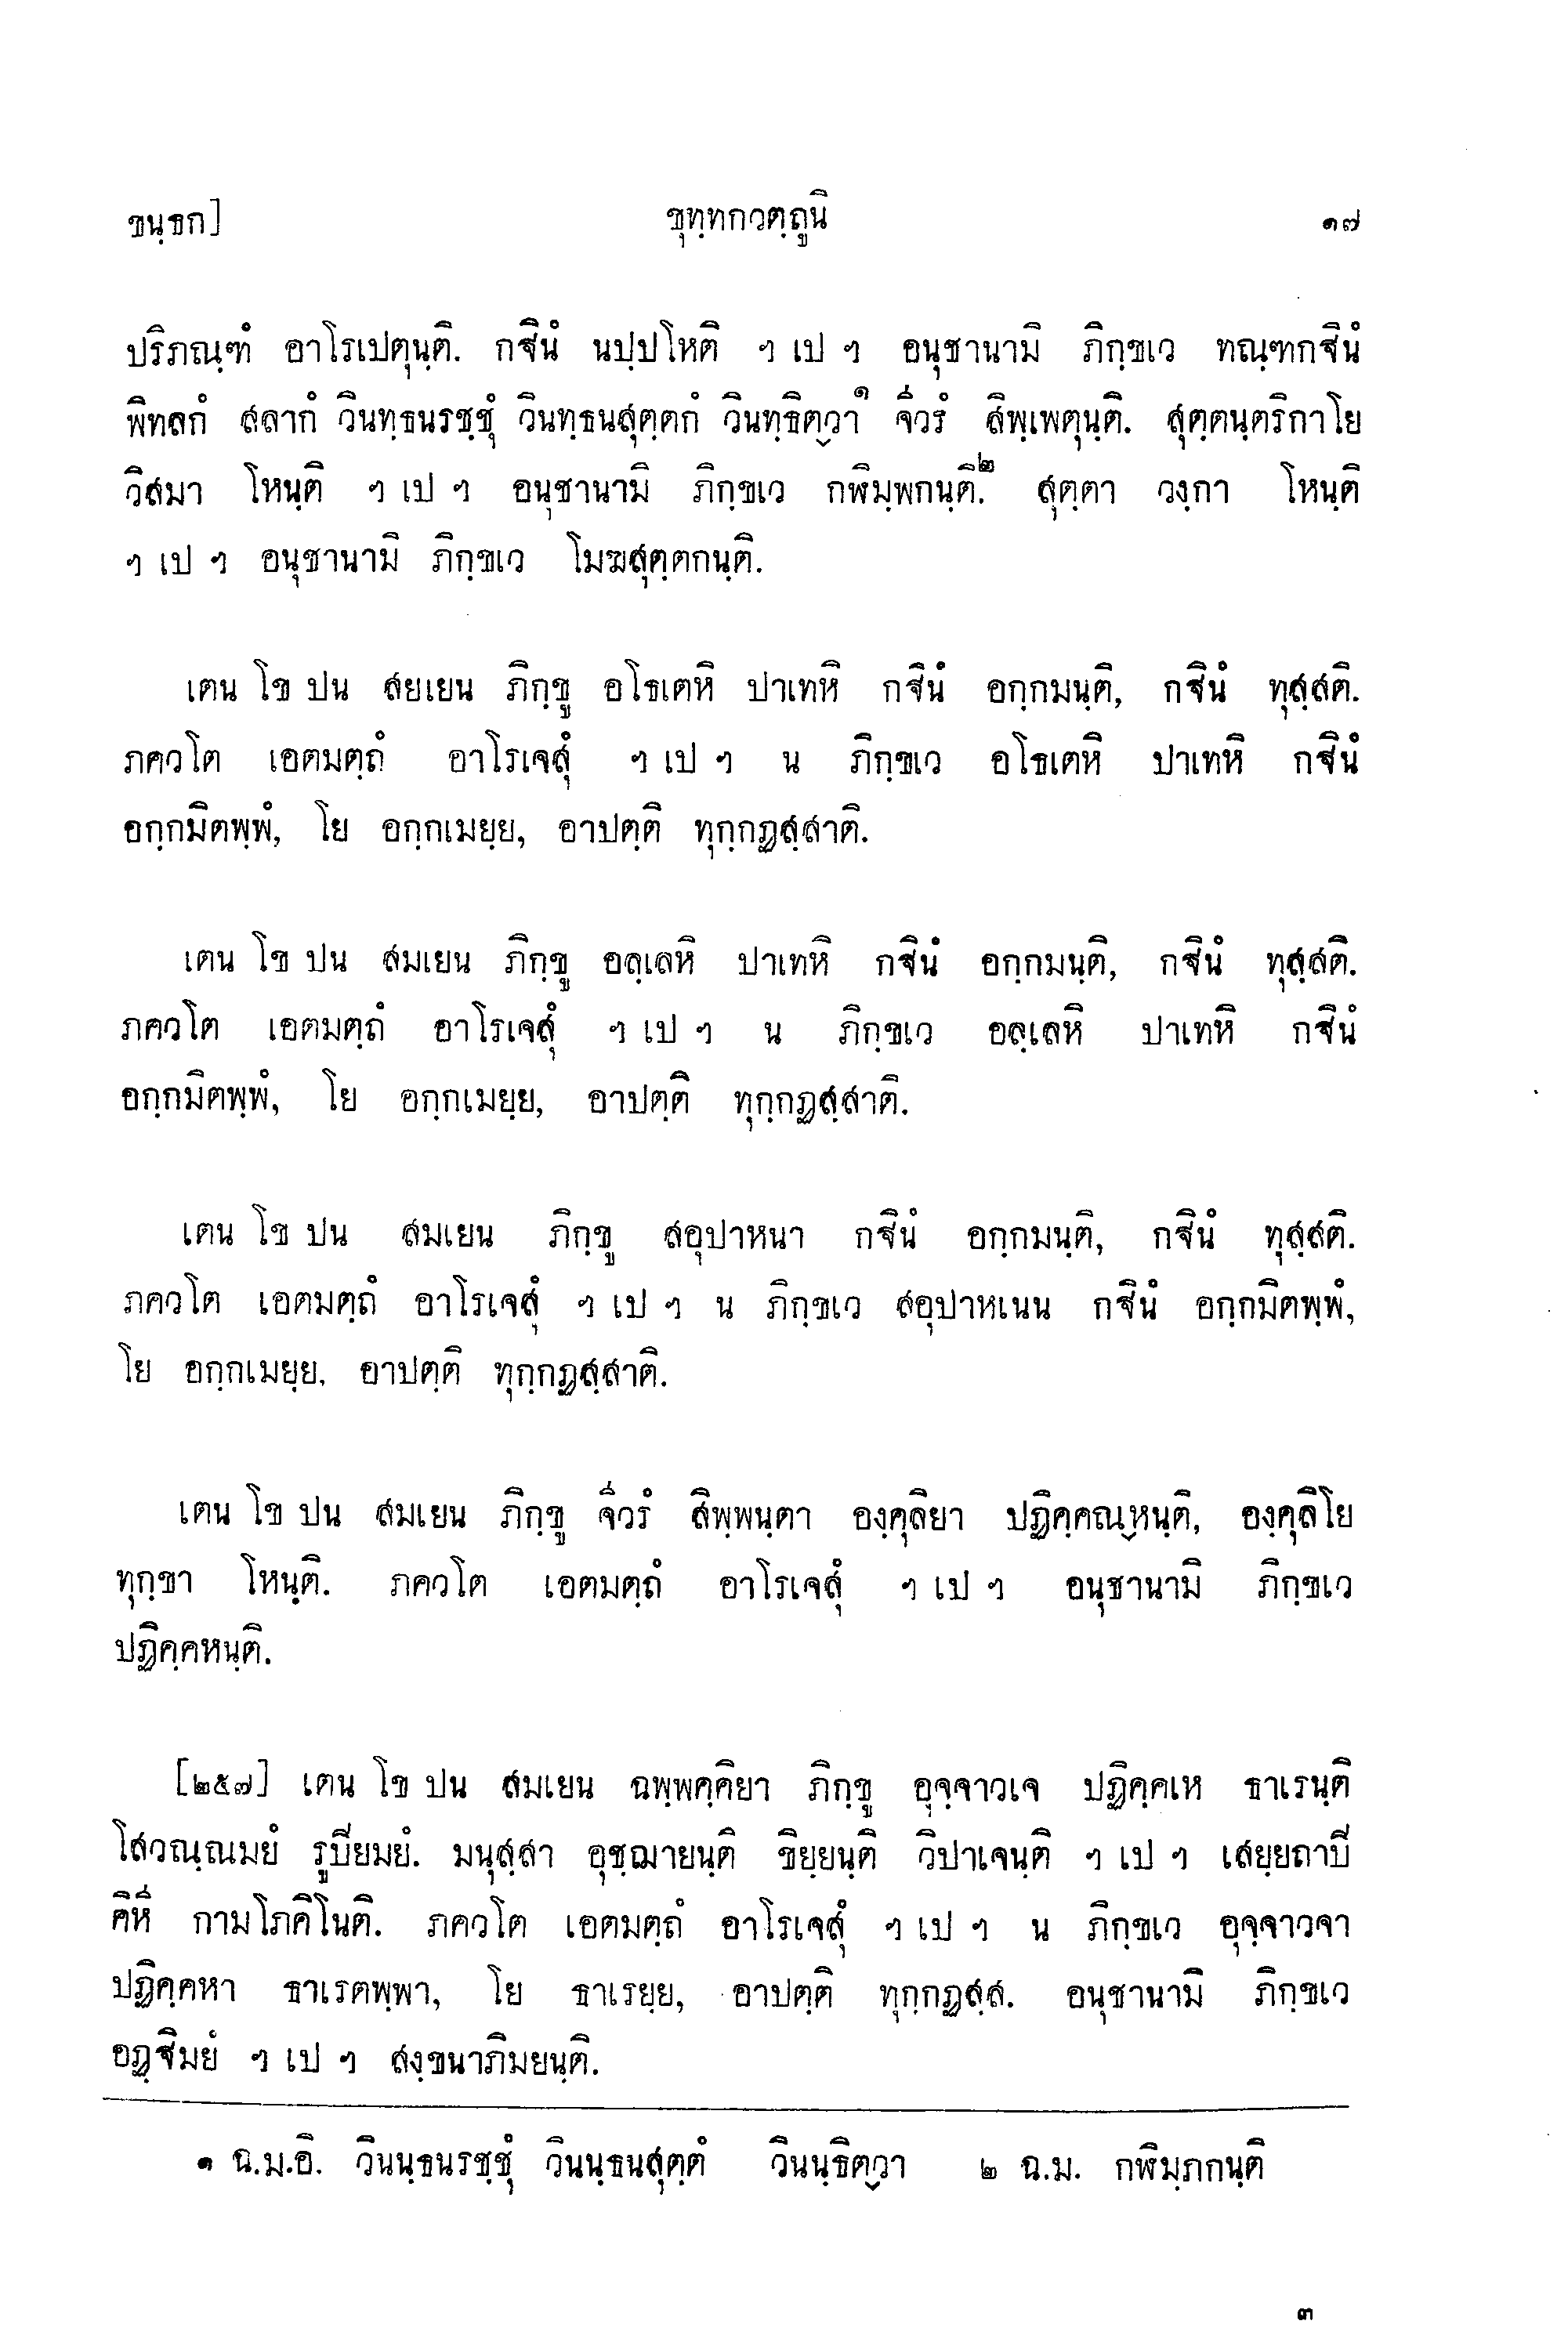 ขนฺธก]
ขุทฺทกวตฺถูนิ
๑๗
ปริภณฺฑํ อาโรเปตุนฺติ. กฐินํ นปฺปโหติ ฯ เป ฯ อนุชานามิ ภิกฺขเว ทณฺฑกฐินํ
พิทลกํ สลากํ วินทฺธนรชฺชุํ วินทฺธนสุตฺตกํ วินทฺธิตฺวา๑ จีวรํ สิพฺเพตุนฺติ. สุตฺตนฺตริกาโย
วิสมา โหนฺติ ฯ เป ฯ อนุชานามิ ภิกฺขเว กฬิมฺพกนฺติ.๒ สุตฺตา วงฺกา โหนฺติ
ฯ เป ฯ อนุชานามิ ภิกฺขเว โมฆสุตฺตกนฺติ.
เตน โข ปน สยเยน ภิกฺขู อโธเตหิ ปาเทหิ กฐินํ อกฺกมนฺติ, กฐินํ ทุสฺสติ.
ภควโต เอตมตฺถํ อาโรเจสุํ ฯ เป ฯ น ภิกฺขเว อโธเตหิ ปาเทหิ กฐินํ
อกฺกมิตพฺพํ, โย อกฺกเมยฺย, อาปตฺติ ทุกฺกฏสฺสาติ.
เตน โข ปน สมเยน ภิกฺขู อลฺเลหิ ปาเทหิ กฐินํ อกฺกมนฺติ, กฐินํ ทุสฺสติ.
ภควโต เอตมตฺถํ อาโรเจสุํ ฯ เป ฯ น ภิกฺขเว อลฺเลหิ ปาเทหิ กฐินํ
อกฺกมิตพฺพํ, โย อกฺกเมยฺย, อาปตฺติ ทุกฺกฏสฺสาติ.
เตน โข ปน สมเยน ภิกฺขู สอุปาหนา กฐินํ อกฺกมนฺติ, กฐินํ ทุสฺสติ.
ภควโต เอตมตฺถํ อาโรเจสุํ ฯ เป ฯ น ภิกฺขเว สอุปาหเนน กฐินํ อกฺกมิตพฺพํ,
โย อกฺกเมยฺย, อาปตฺติ ทุกฺกฏสฺสาติ.
เตน โข ปน สมเยน ภิกฺขู จีวรํ สิพฺพนฺตา องฺคุลิยา ปฏิคฺคณฺหนฺติ, องฺคุลิโย
ทุกฺขา โหนฺติ. ภควโต เอตมตฺถํ อาโรเจสุํ ฯ เป ฯ อนุชานามิ ภิกฺขเว
ปฏิคฺคหนฺติ.
[๒๕๗] เตน โข ปน สมเยน ฉพฺพคฺคิยา ภิกฺขู อุจฺจาวเจ ปฏิคฺคเห ธาเรนฺติ
โสวณฺณมยํ รูปิยมยํ. มนุสฺสา อุชฺฌายนฺติ ขิยฺยนฺติ วิปาเจนฺติ ฯ เป ฯ เสยฺยถาปิ
คิหี กามโภคิโนติ. ภควโต เอตมตฺถํ อาโรเจสุํ ฯ เป ฯ น ภิกฺขเว อุจฺจาวจา
ปฏิคฺคหา ธาเรตพฺพา, โย ธาเรยฺย, อาปตฺติ ทุกฺกฏสฺส. อนุชานามิ ภิกฺขเว
อฏฺฐิมยํ ฯ เป ฯ สงฺขนาภิมยนฺติ.
๑ ฉ.ม.อิ. วินนฺธนรชฺชุํ วินนฺธนสุตฺตํ วินนฺธิตฺวา ๒ ฉ.ม. กฬิมฺภกนฺติ
๓